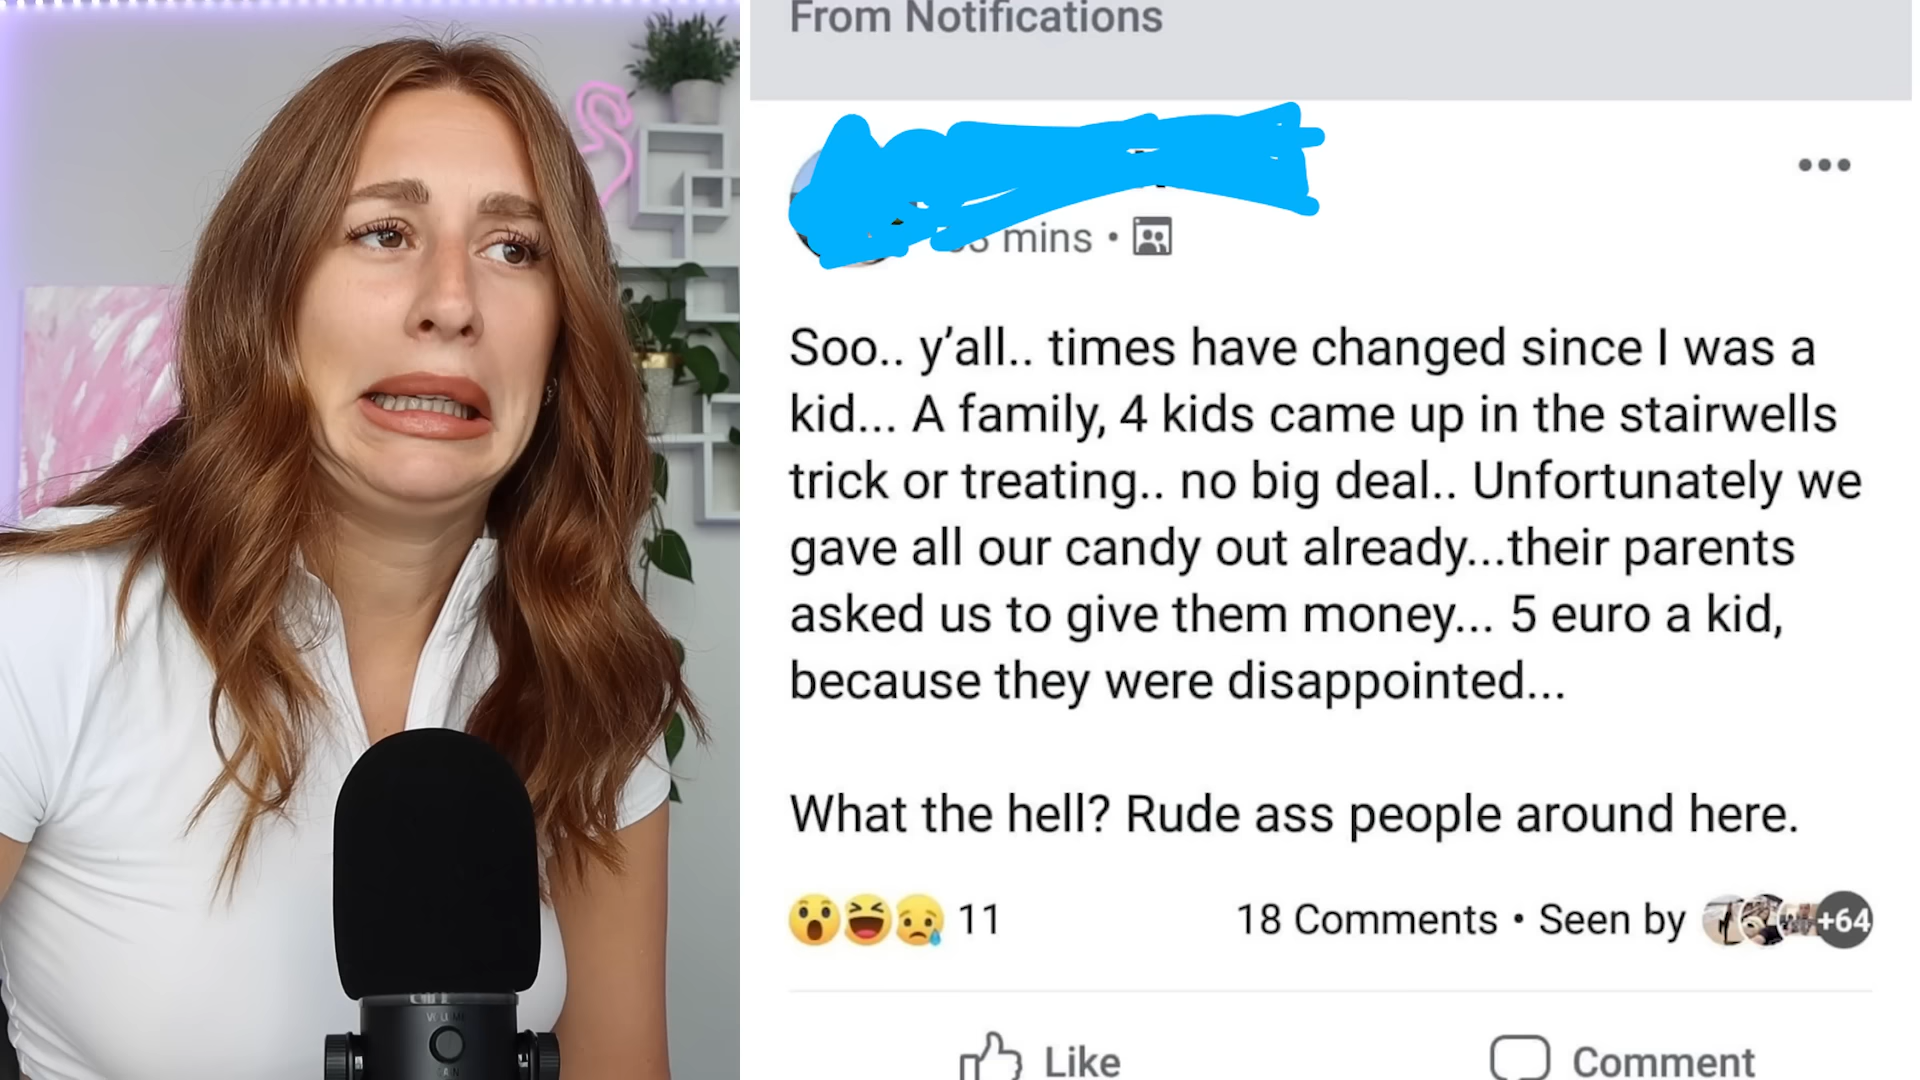 From Notifications
mins •
Soo.. y’all.. times have changed since I was a
kid... A family, 4 kids came up in the stairwells
trick or treating.. no big deal.. Unfortunately we
gave all our candy out already...their parents
asked us to give them money... 5 euro a kid,
because they were disappointed...
What the hell? Rude ass people around here.
11
18 Comments • Seen by
+64
Like
Comment